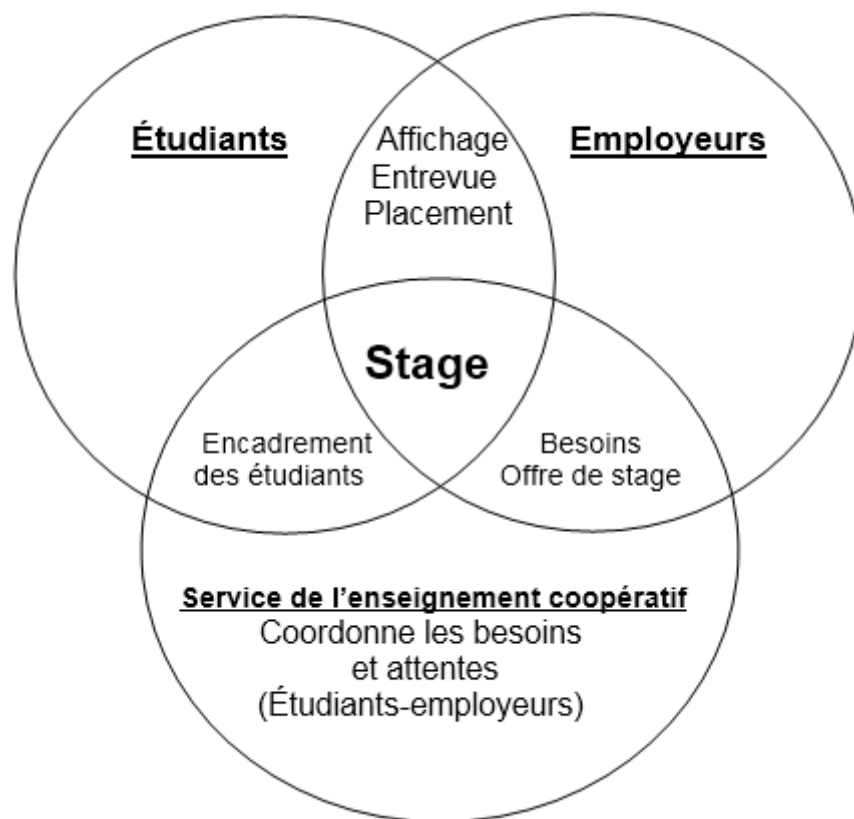 Étudiants
Employeurs
Affichage
Entrevue
Placement
Stage
Encadrement
des étudiants
Besoins
Offre de stage
Service de l'enseignement coopératif
Coordonne les besoins
et attentes
(Étudiants-employeurs)